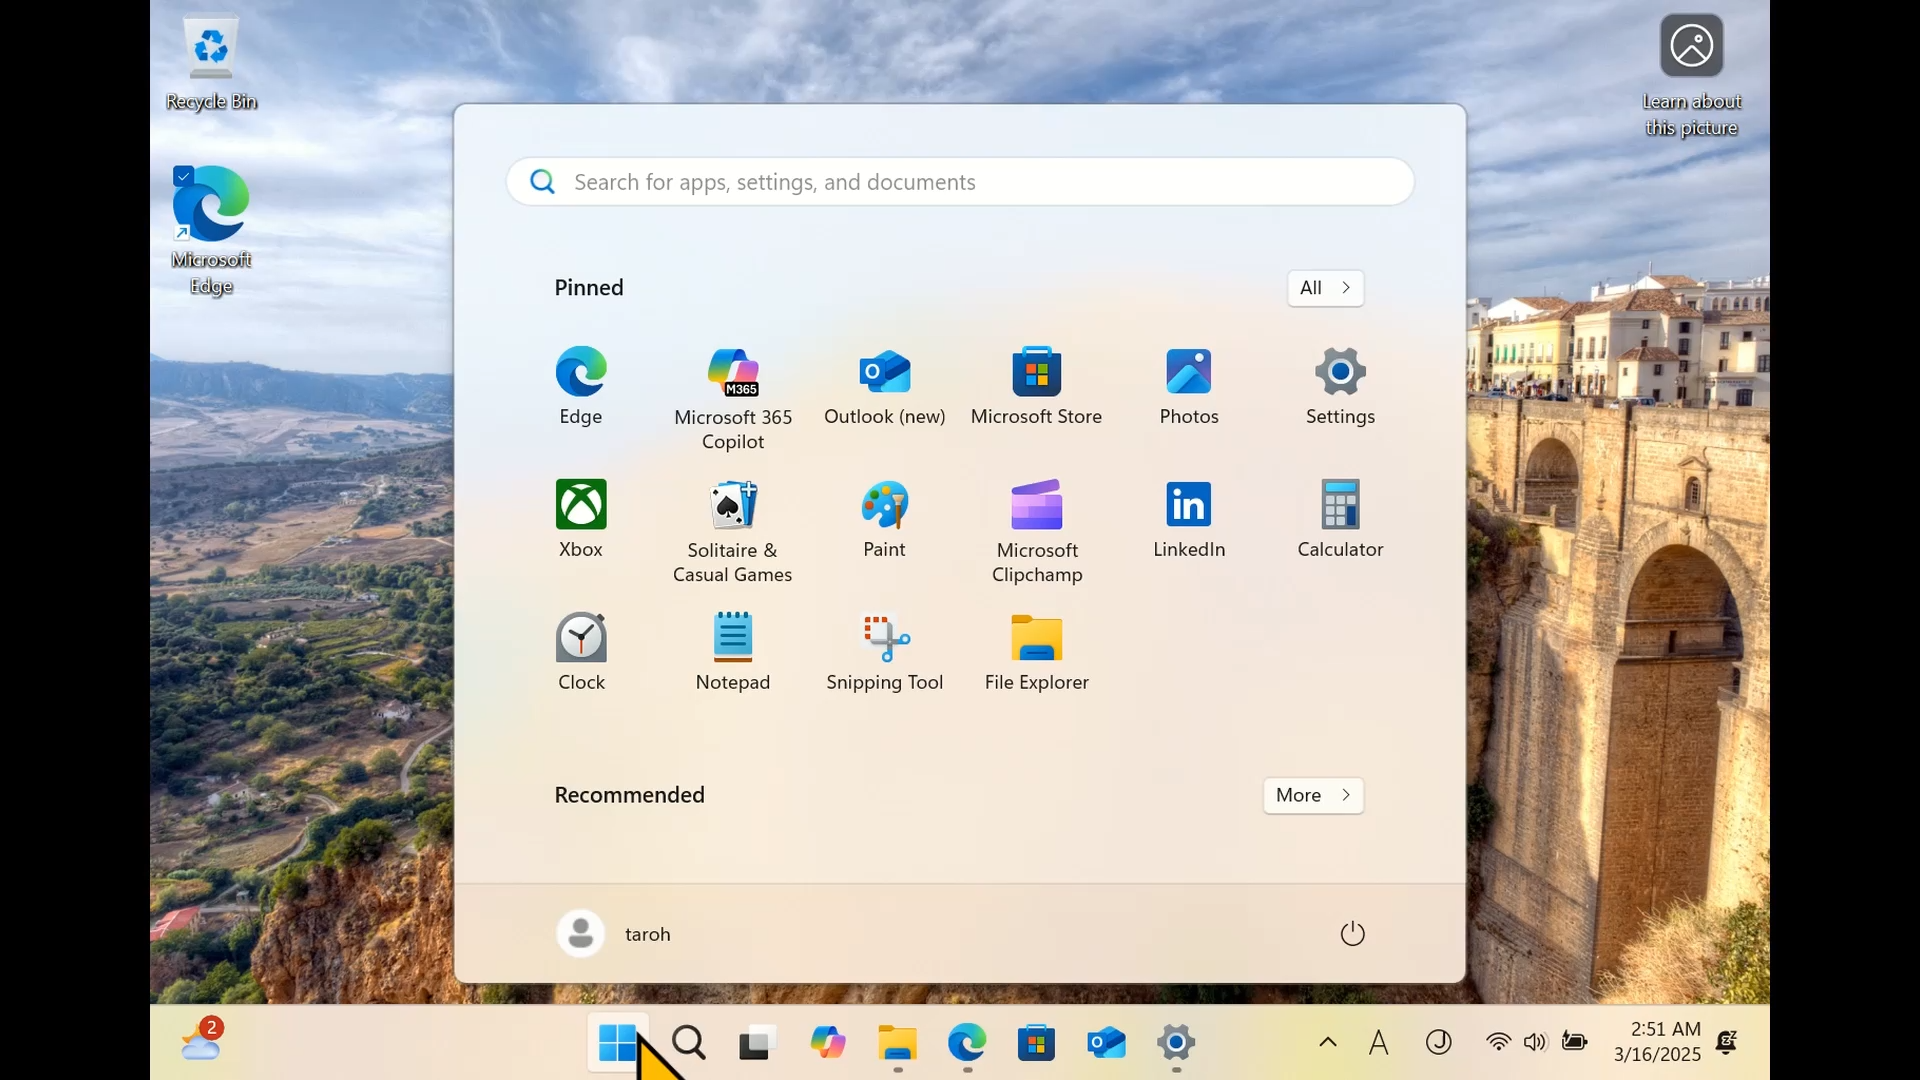 Recycle Bin
Microsoft
Edge
Learn about
this picture
Search for apps, settings, and documents
Pinned
All
Edge
M365
Microsoft 365
Copilot
Outlook (new)
Microsoft Store
Photos
Settings
Xbox
Solitaire &
Casual Games
Paint
Microsoft
Clipchamp
in
LinkedIn
Calculator
Clock
Notepad
Snipping Tool
File Explorer
Recommended
More
taroh
2
A
J
2:51 AM
3/16/2025